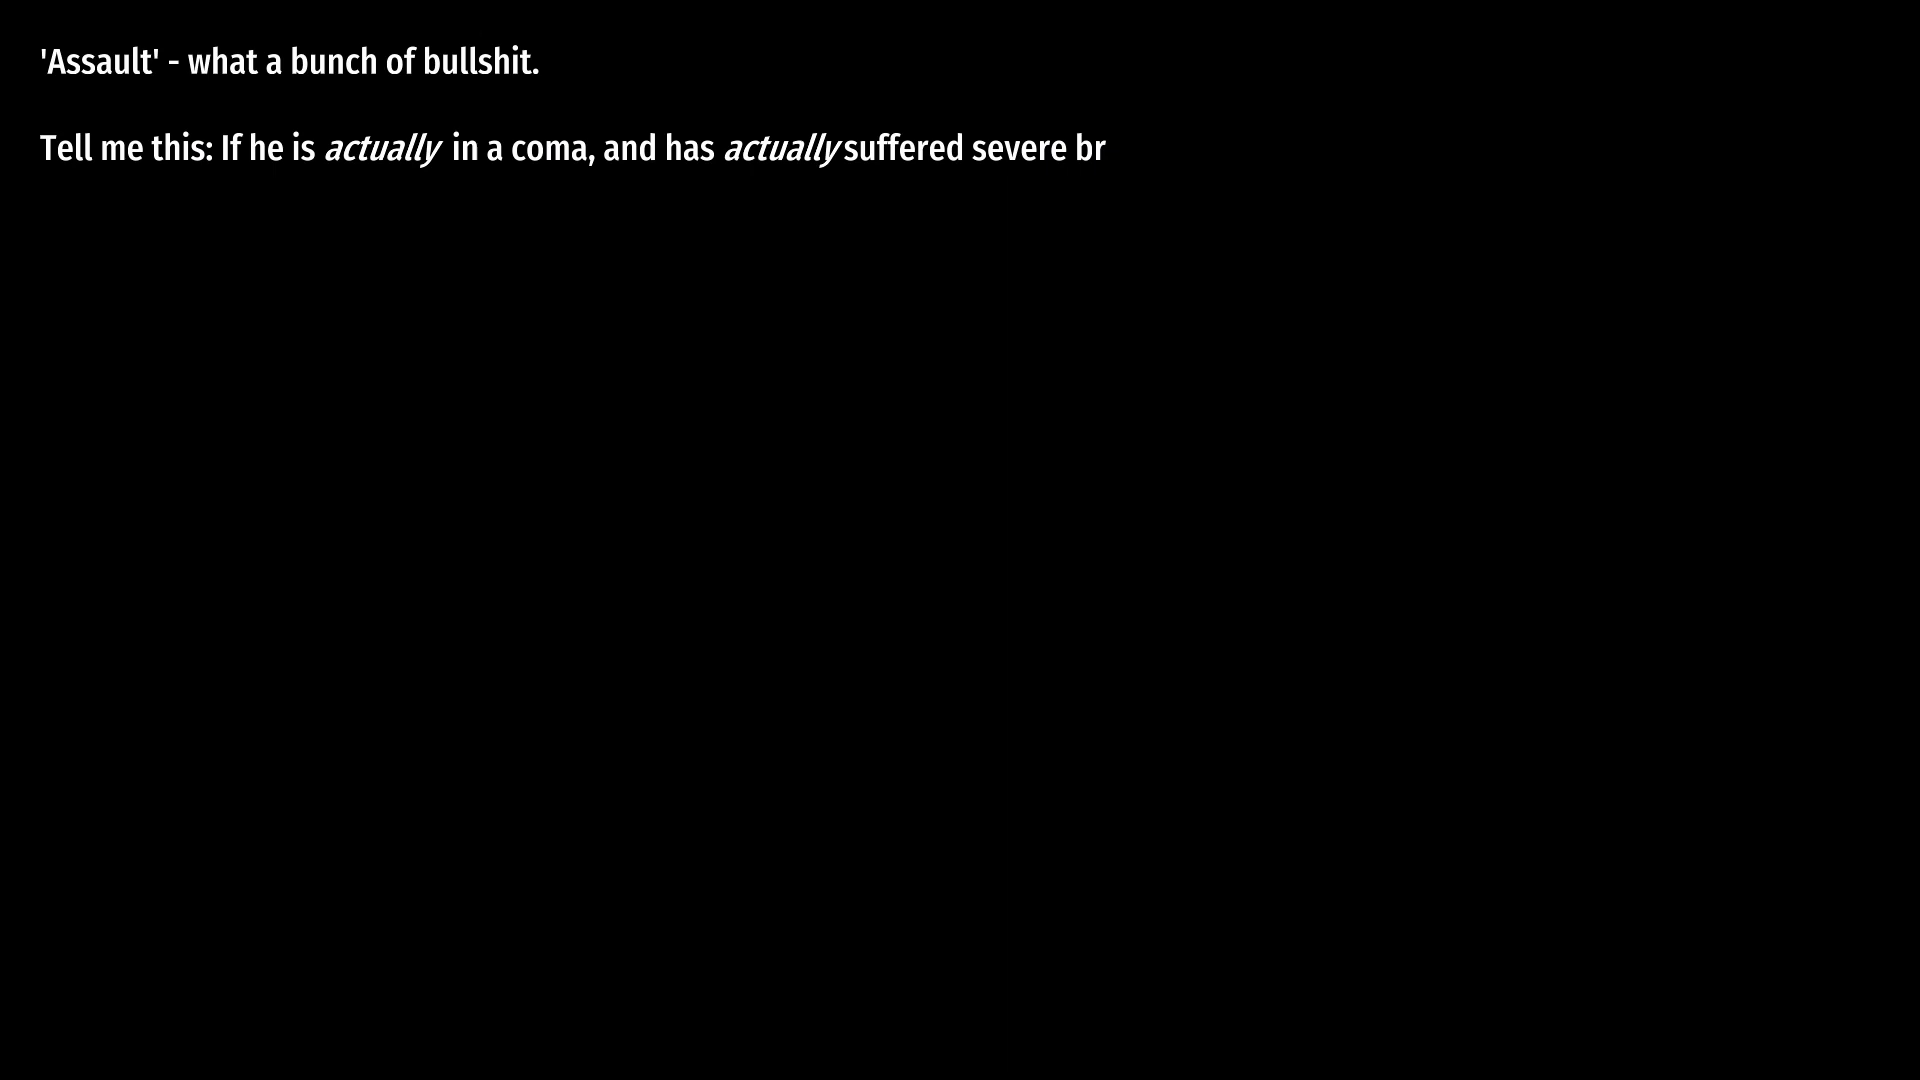 'Assault' - what a bunch of bullshit.
Tell me this: If he is actually in a coma, and has actually suffered severe br